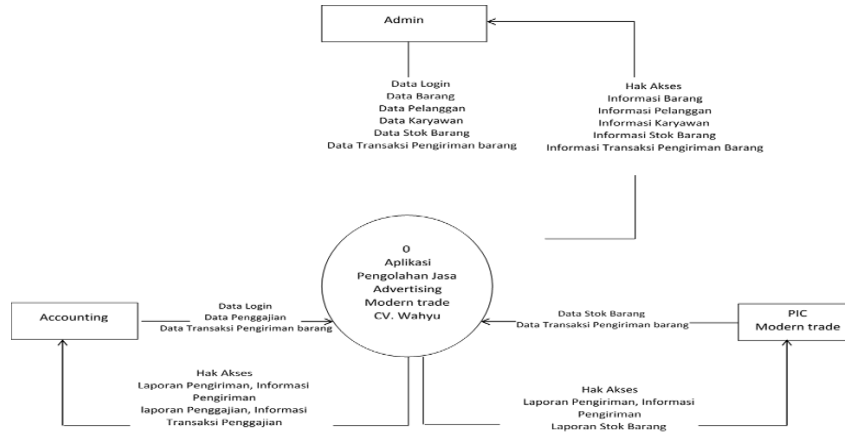 Admin
Data Login
Data Barang
Data Pelanggan
Data Karyawan
Data Stok Barang
Data Transaksi Pengiriman barang
Hak Akses
Informasi Barang
Informasi Pelanggan
Informasi Karyawan
Informasi Stok Barang
Informasi Transaksi Pengiriman Barang
0
Aplikasi
Pengolahan Jasa
Advertising
Modern trade
CV. Wahyu
Accounting
Data Login
Data Penggajian
Data Transaksi Pengiriman barang
Data Stok Barang
Data Transaksi Pengiriman barang
PIC
Modern trade
Hak Akses
Laporan Pengiriman, Informasi
Pengiriman
laporan Penggajian, Informasi
Transaksi Penggajian
Hak Akses
Laporan Pengiriman, Informasi
Pengiriman
Laporan Stok Barang